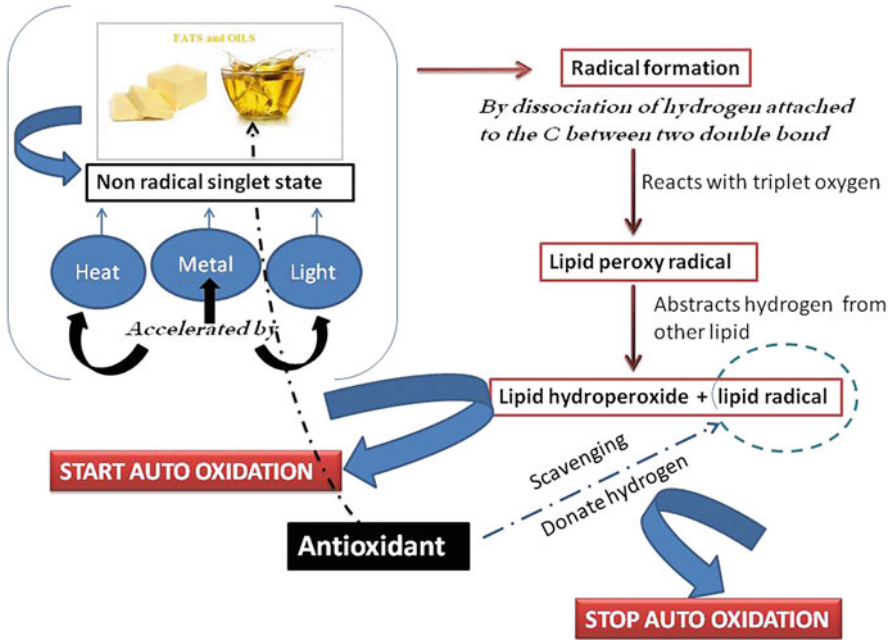 FATS and OILS
Non radical singlet state
Heat
Metal
Light
Accelerated by
Radical formation
By dissociation of hydrogen attached
to the C between two double bond
Reacts with triplet oxygen
Lipid peroxy radical
Abstracts hydrogen from
other lipid
Lipid hydroperoxide + lipid radical
START AUTO OXIDATION
Scavenging
Donate hydrogen
Antioxidant
STOP AUTO OXIDATION